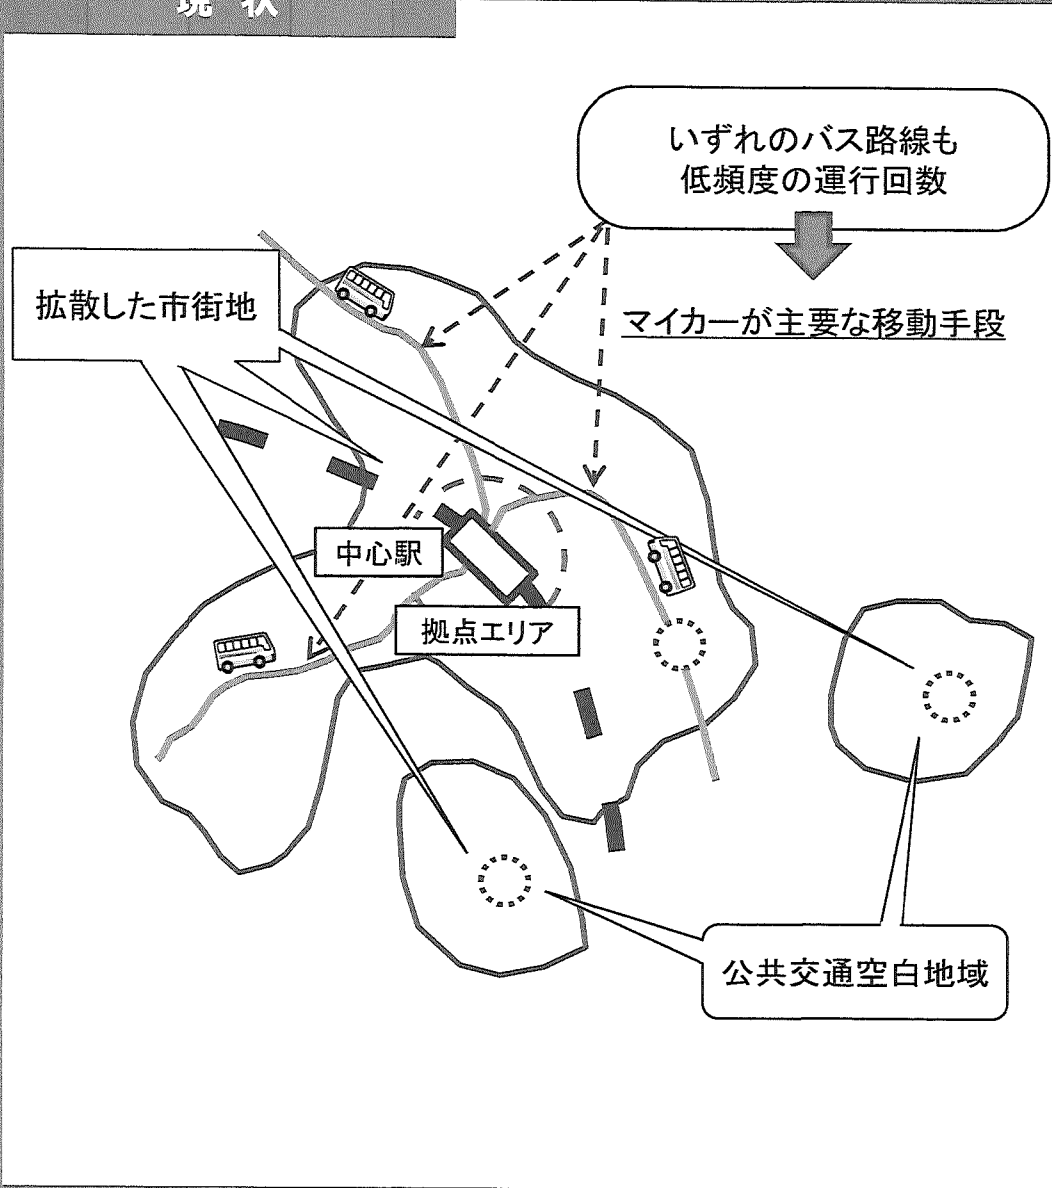 現状
いずれのバス路線も
低頻度の運行回数
マイカーが主要な移動手段
拡散した市街地
中心駅
拠点エリア
公共交通空白地域